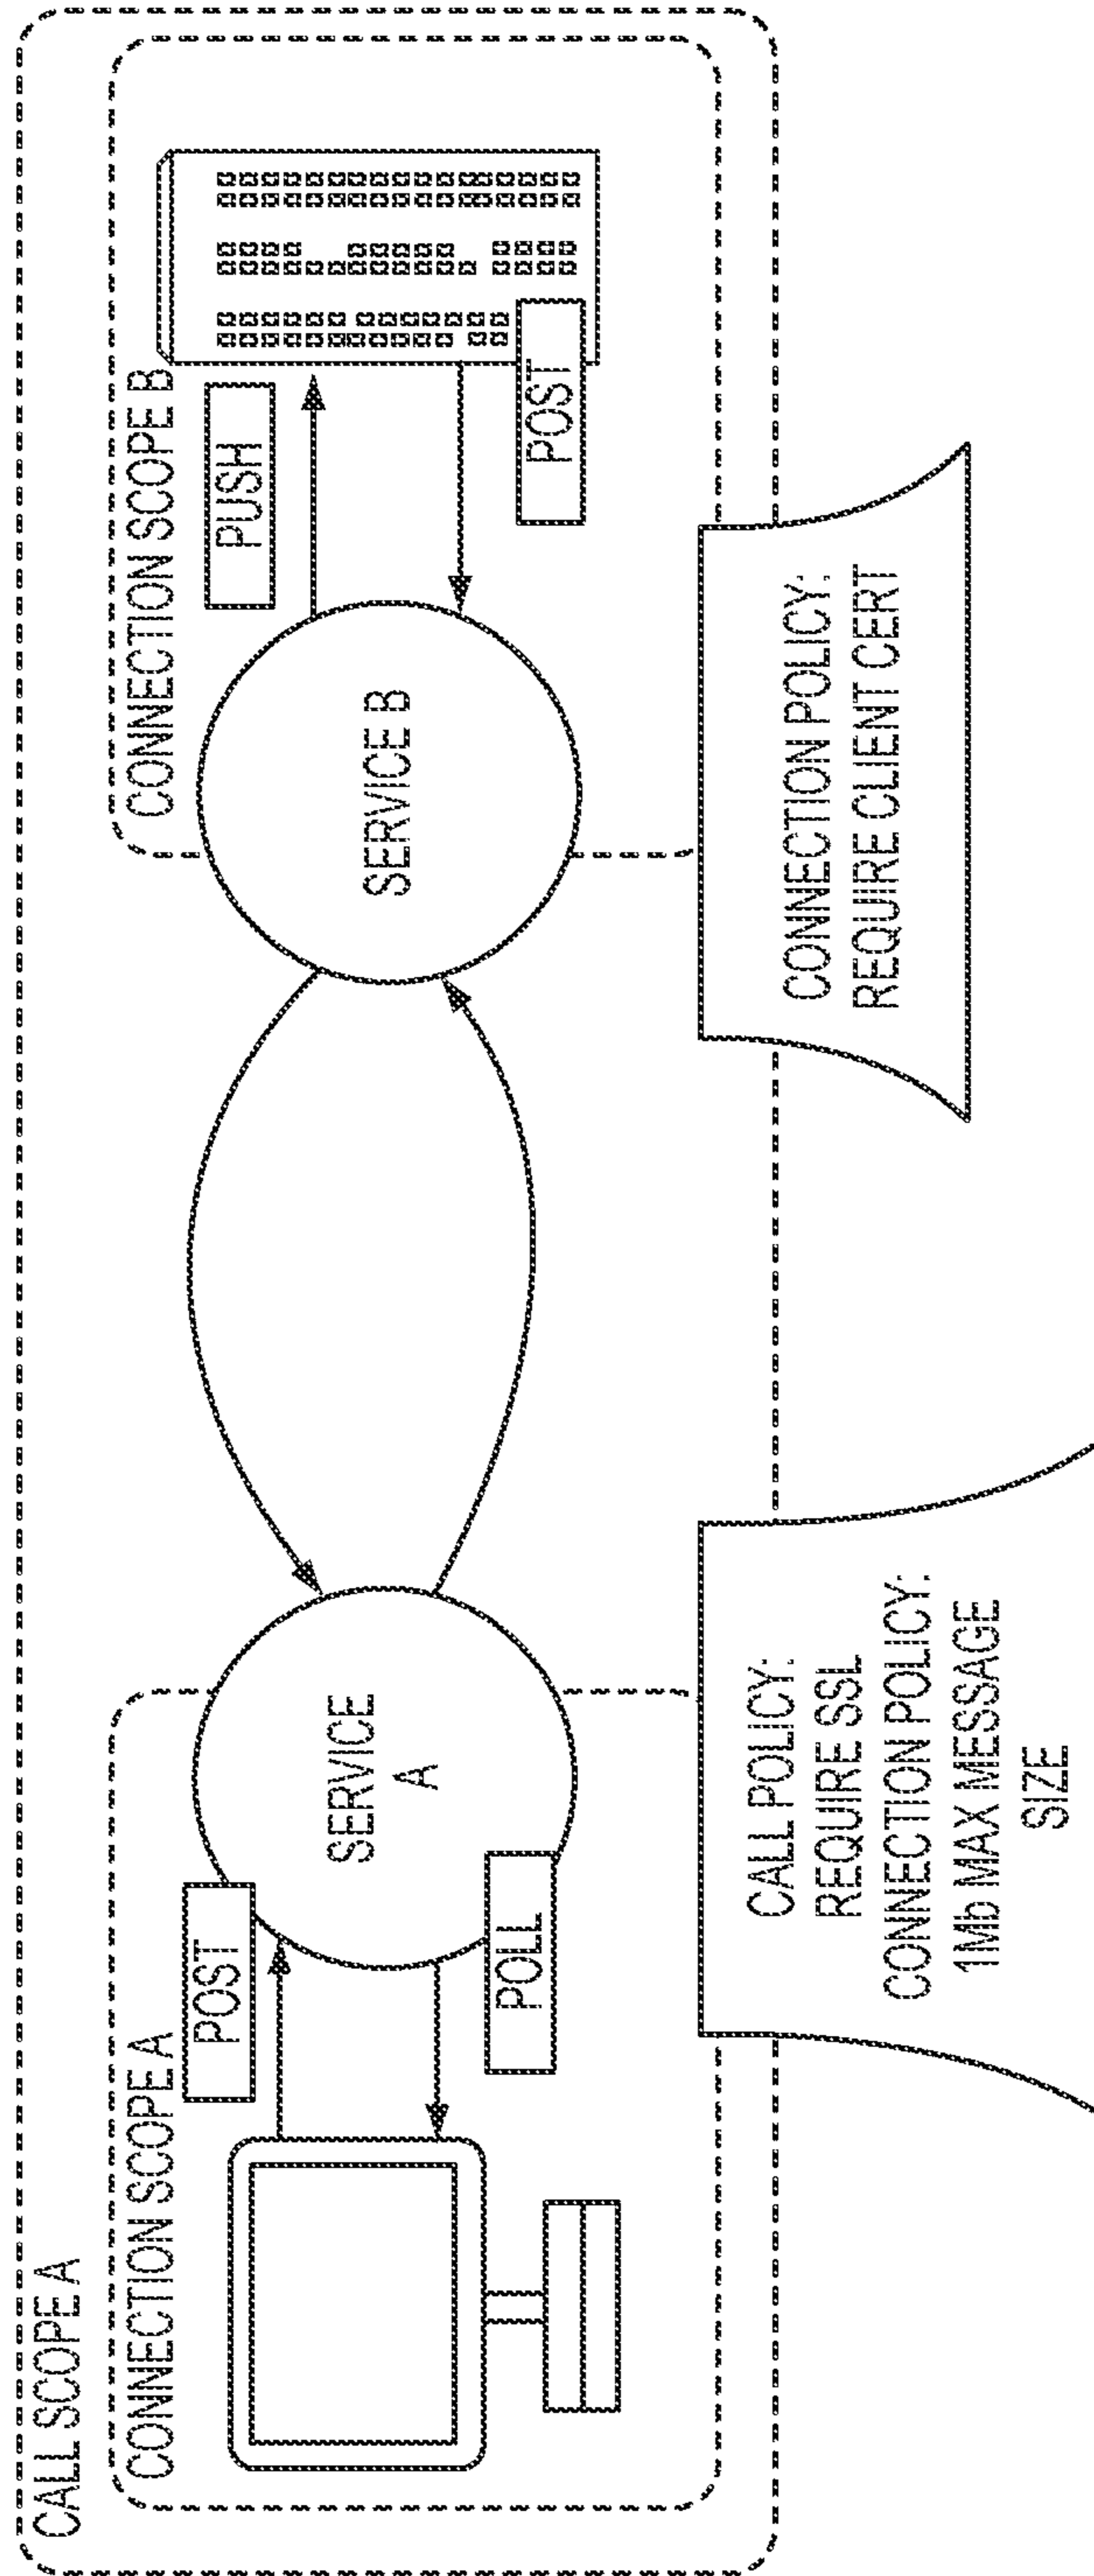 CALL SCOPE A
CONNECTION SCOPE A
CONNECTION SCOPE B
POST
PUSH
SERVICE
A
SERVICE B
POLL
POST
CALL POLICY:
REQUIRE SSL
CONNECTION POLICY:
1Mb MAX MESSAGE
SIZE
CONNECTION POLICY:
REQUIRE CLIENT CERT